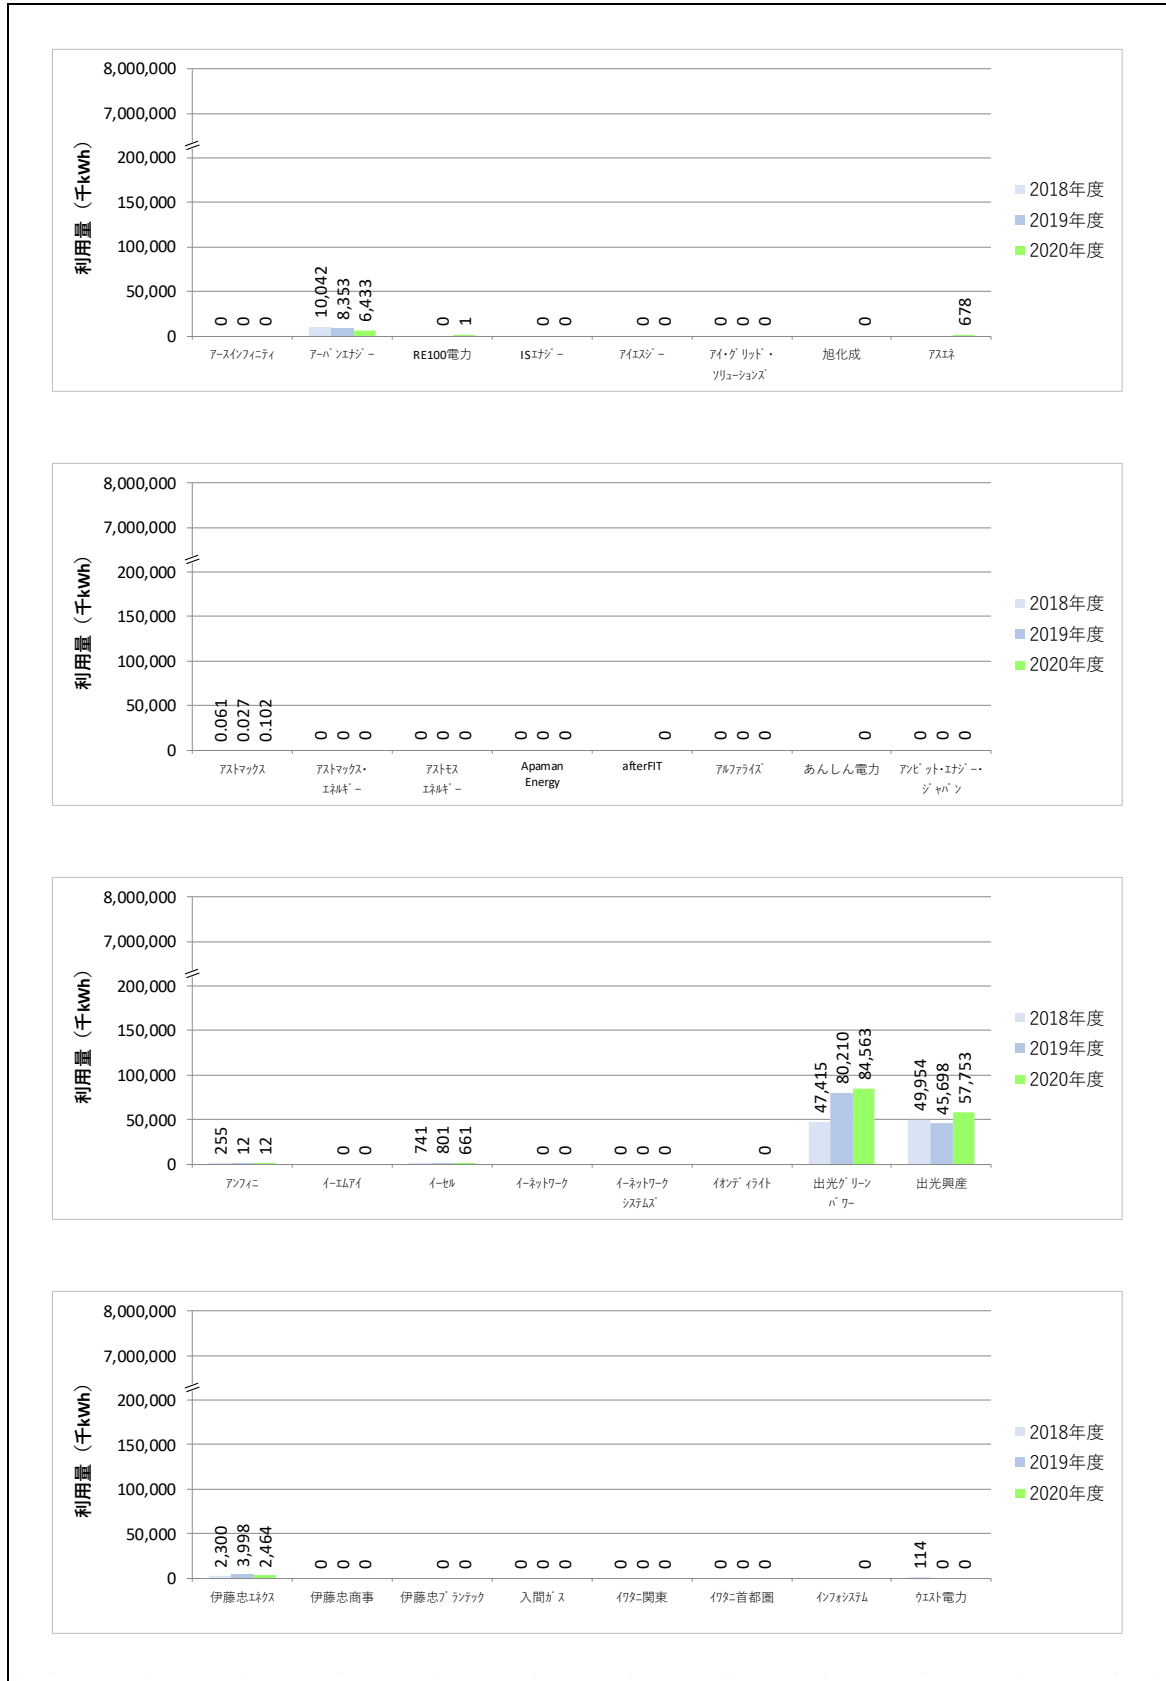 8,000,000
7,000,000
200,000
150,000
100,000
50,000
0
利用量（千kWh）
0 0 0
10,042 8,353 6,433
0 1
0 0
0 0
0 0 0
0
678
ｱｰｽｲﾝﾌｨﾆﾃｨ
ｱｰﾊﾞﾝｴﾅｼﾞｰ
RE100電力
ISｴﾅｼﾞｰ
ｱｲｴｽｼﾞｰ
ｱｲ･ｸﾞﾘｯﾄﾞ･
ｿﾘｭｰｼｮﾝｽﾞ
旭化成
ｱｽｴﾈ
2018年度
2019年度
2020年度
8,000,000
7,000,000
200,000
150,000
100,000
50,000
0
利用量（千kWh）
0.061 0.027 0.102
0 0 0
0 0 0
0 0 0
0
0 0 0
0
0 0 0
ｱｽﾄﾏｯｸｽ
ｱｽﾄﾏｯｸｽ･
ｴﾈﾙｷﾞｰ
ｱｽﾄﾓｽ
ｴﾈﾙｷﾞｰ
Apaman
Energy
afterFIT
ｱﾙﾌｧﾗｲｽﾞ
あんしん電力
ｱﾝﾋﾞｯﾄ･ｴﾅｼﾞｰ･
ｼﾞｬﾊﾟﾝ
2018年度
2019年度
2020年度
8,000,000
7,000,000
200,000
150,000
100,000
50,000
0
利用量（千kWh）
255 12 12
0 0
741 801 661
0 0
0 0 0
0
47,415 80,210 84,563
49,954 45,698 57,753
ｱﾝﾌｨﾆ
ｲｰｴﾑｱｲ
ｲｰｾﾙ
ｲｰﾈｯﾄﾜｰｸ
ｲｰﾈｯﾄﾜｰｸ
ｼｽﾃﾑｽﾞ
ｲｵﾝﾃﾞｨﾗｲﾄ
出光ｸﾞﾘｰﾝ
ﾊﾟﾜｰ
出光興産
2018年度
2019年度
2020年度
8,000,000
7,000,000
200,000
150,000
100,000
50,000
0
利用量（千kWh）
2,300 3,998 2,464
0 0 0
0 0
0 0 0
0 0 0
0 0 0
0
114 0 0
伊藤忠ｴﾈｸｽ
伊藤忠商事
伊藤忠ﾌﾟﾗﾝﾃｯｸ
入間ｶﾞｽ
ｲﾜﾀﾆ関東
ｲﾜﾀﾆ首都圏
ｲﾝﾌｫｼｽﾃﾑ
ｳｴｽﾄ電力
2018年度
2019年度
2020年度